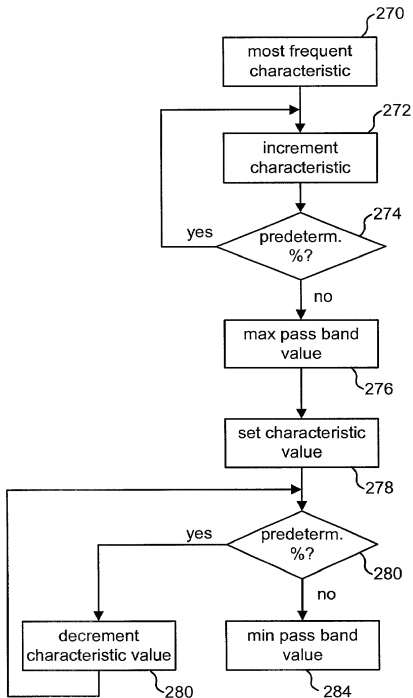 270
most frequent
characteristic
272
increment
characteristic
274
yes
predeterm.
%?
no
max pass band
value
276
set characteristic
value
278
yes
predeterm.
%?
280
no
decrement
characteristic value
280
min pass band
value
284